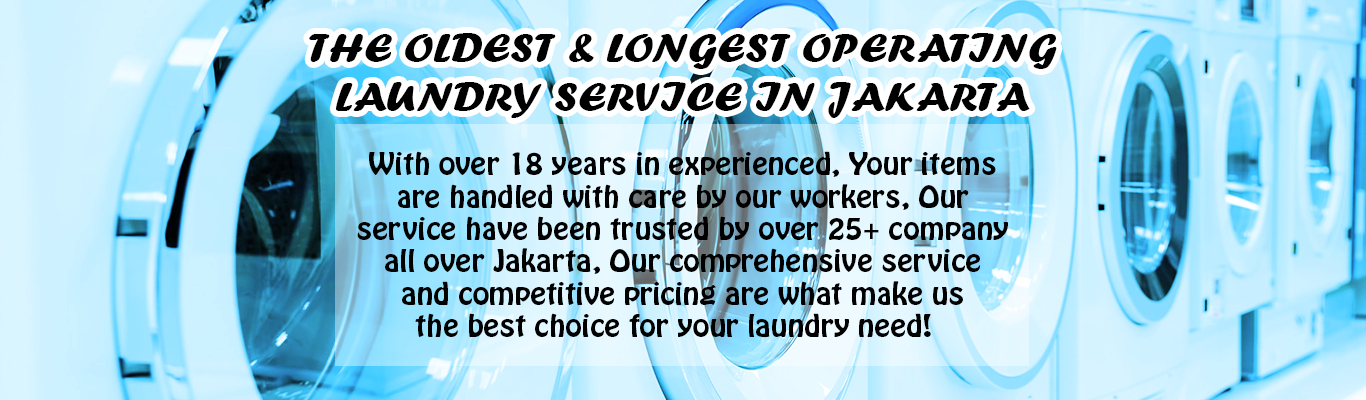 THE OLDEST & LONGEST OPERATING
LAUNDRY SERVICE IN JAKARTA
With over 18 years in experienced, Your items
are handled with care by our workers, Our
service have been trusted by over 25+ company
all over Jakarta, Our comprehensive service
and competitive pricing are what make us
the best choice for your laundry need!